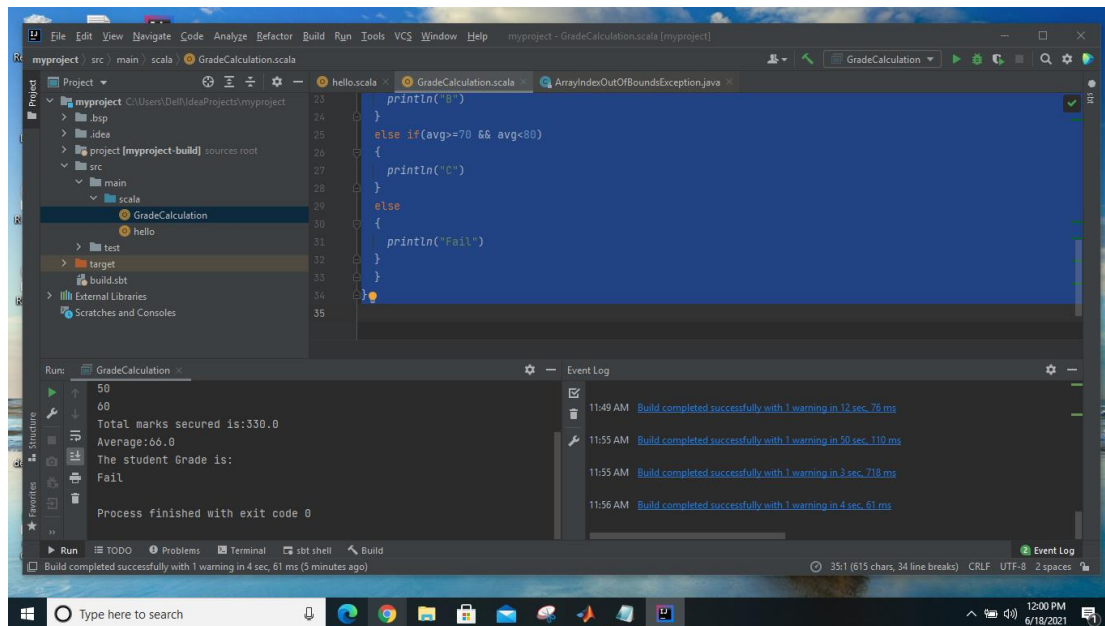 File Edit View Navigate Code Analyze Refactor Build Run Tools VCS Window Help myproject - GradeCalculation.scala [myproject]
myproject src main scala GradeCalculation.scala GradeCalculation
Project
hello.scala GradeCalculation.scala ArrayIndexOutOfBoundsException.java
Project
sbt
myproject C:\Users\Dell\IdeaProjects\myproject
.bsp
.idea
project [myproject-build] sources root
src
main
scala
GradeCalculation
hello
test
target
build.sbt
External Libraries
Scratches and Consoles
23 println("B")
24 }
25 else if(avg>=70 && avg<80)
26 {
27 println("C")
28 }
29 else
30 {
31 println("Fail")
32 }
33 }
34 }
35
Run: GradeCalculation
50
60
Total marks secured is:330.0
Average:66.0
The student Grade is:
Fail
Process finished with exit code 0
Event Log
11:49 AM Build completed successfully with 1 warning in 12 sec, 76 ms
11:55 AM Build completed successfully with 1 warning in 50 sec, 110 ms
11:55 AM Build completed successfully with 1 warning in 3 sec, 718 ms
11:56 AM Build completed successfully with 1 warning in 4 sec, 61 ms
Structure
Favorites
Run TODO Problems Terminal sbt shell Build 2 Event Log
Build completed successfully with 1 warning in 4 sec, 61 ms (5 minutes ago) 35:1 (615 chars, 34 line breaks) CRLF UTF-8 2 spaces
Type here to search
12:00 PM
6/18/2021
1